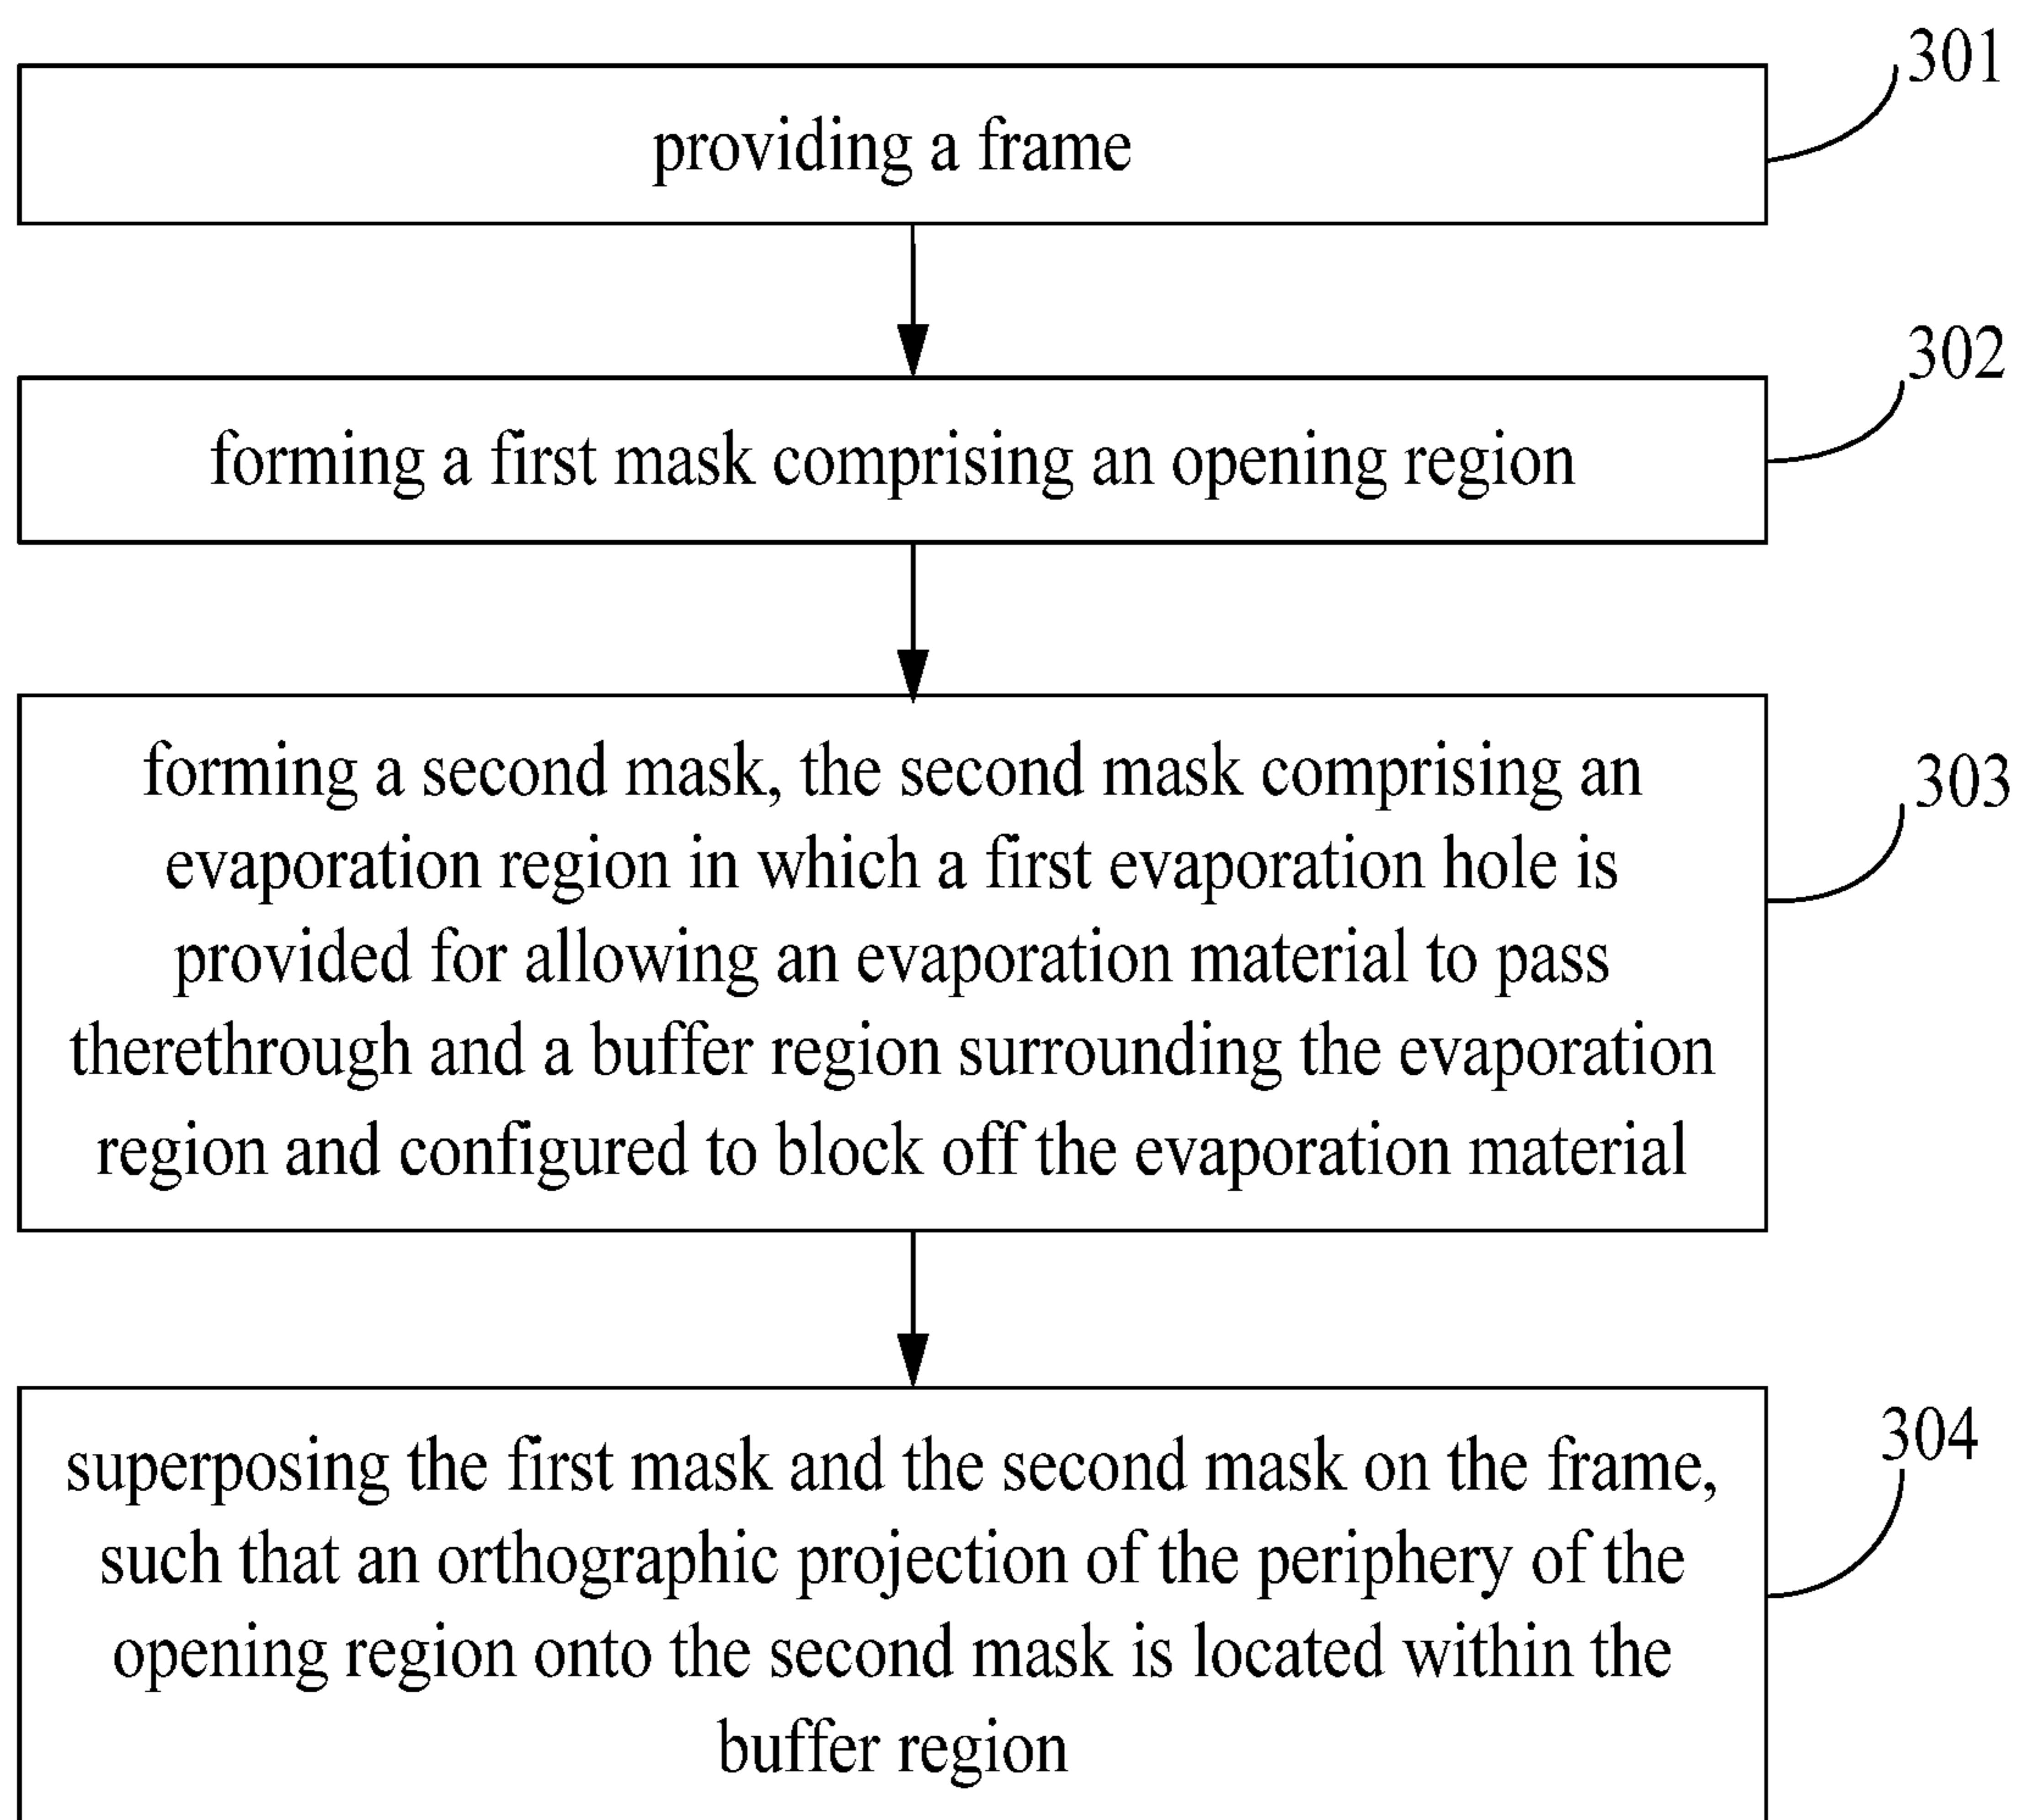 301
providing a frame
302
forming a first mask comprising an opening region
303
forming a second mask, the second mask comprising an
evaporation region in which a first evaporation hole is
provided for allowing an evaporation material to pass
therethrough and a buffer region surrounding the evaporation
region and configured to block off the evaporation material
304
superposing the first mask and the second mask on the frame,
such that an orthographic projection of the periphery of the
opening region onto the second mask is located within the
buffer region